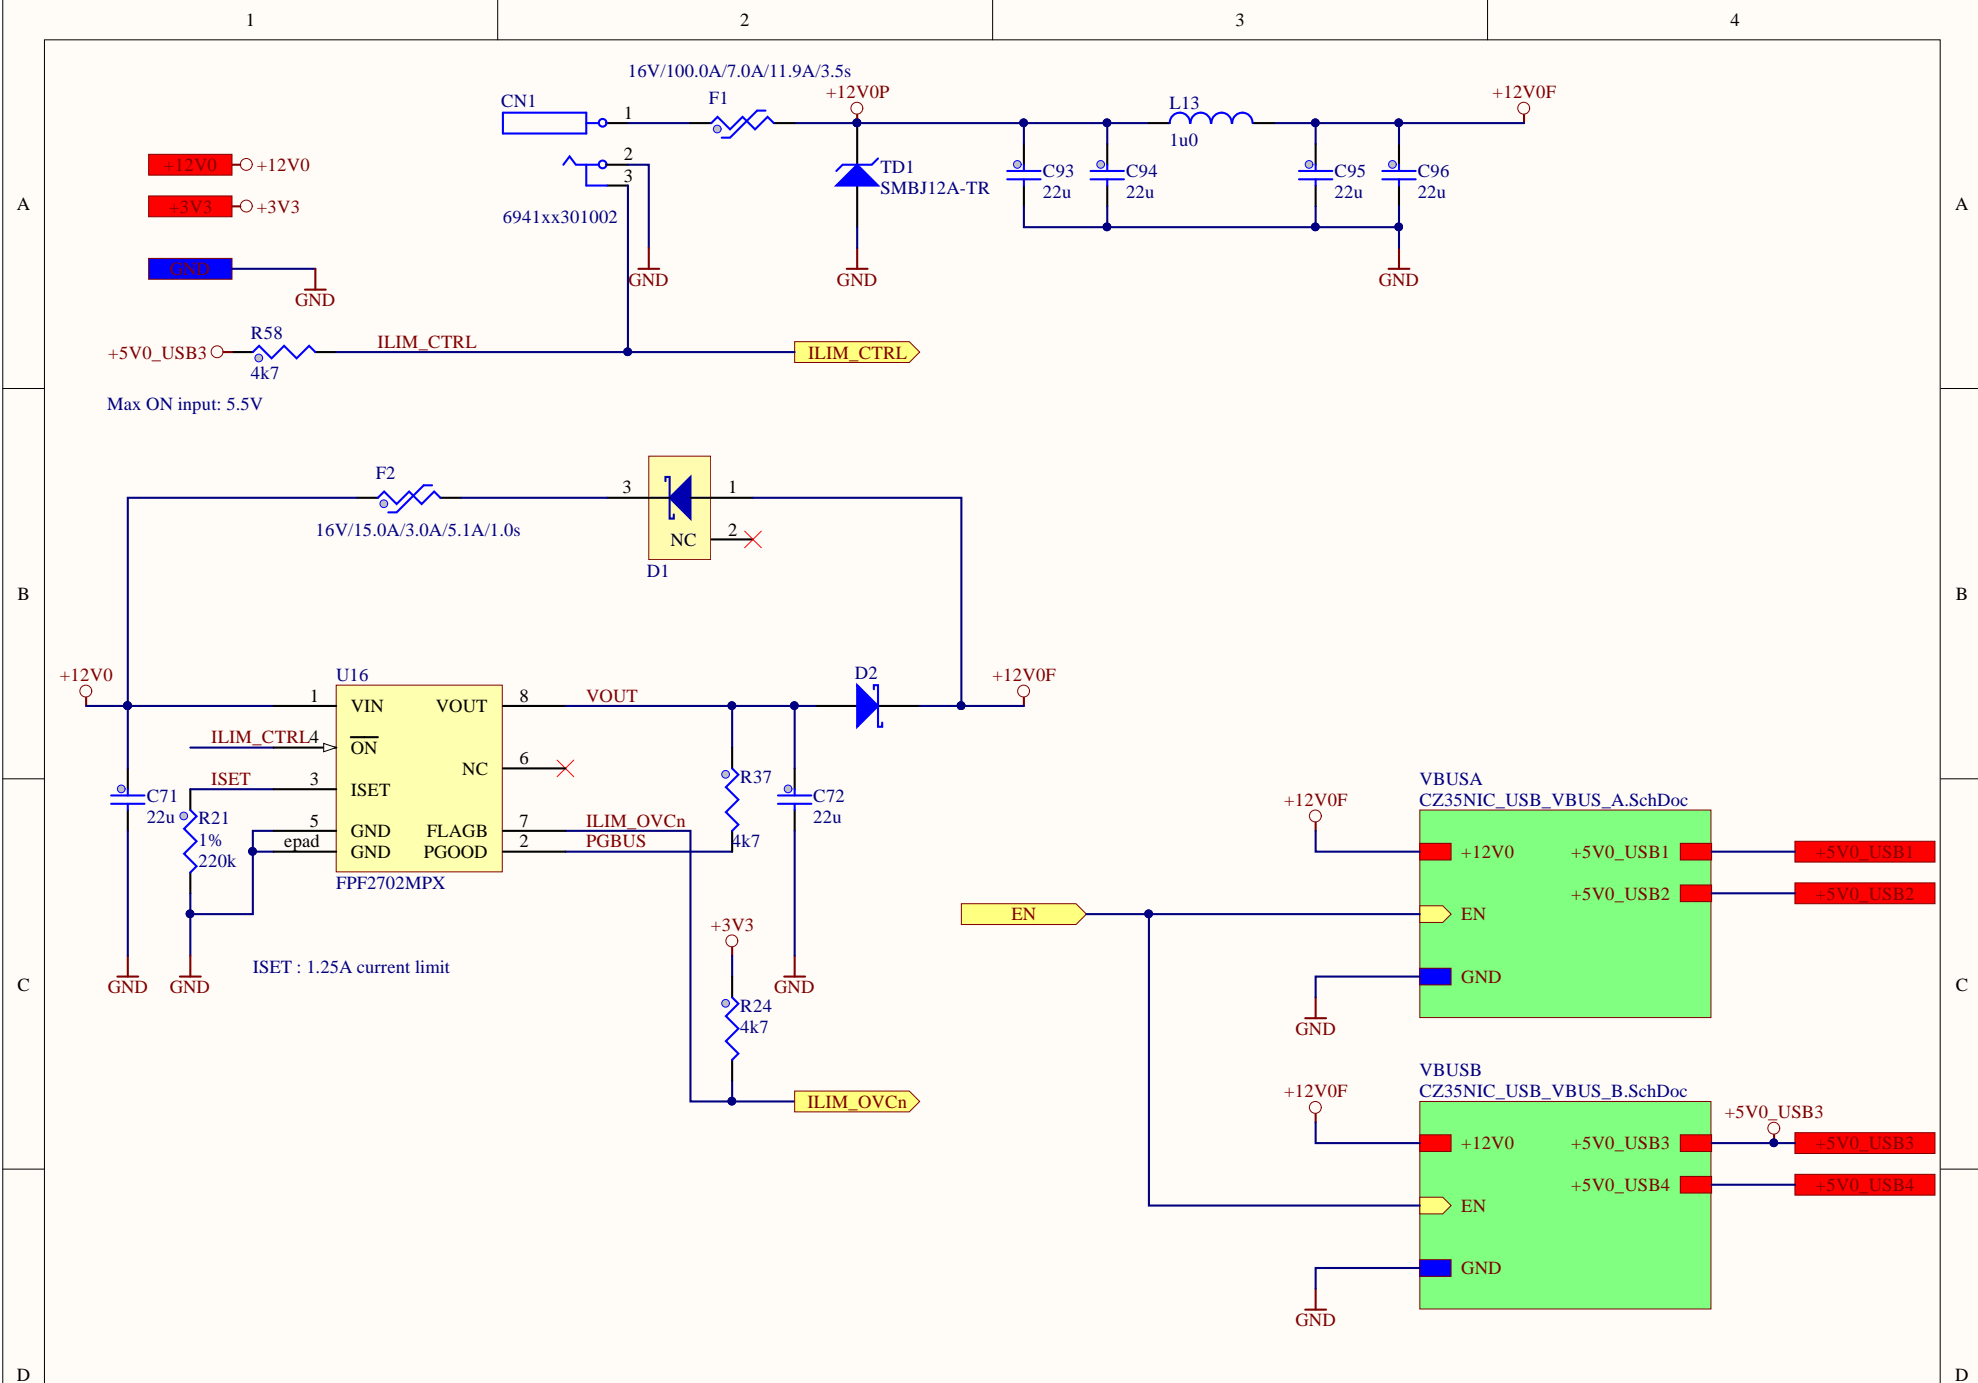 1 2 3 4
16V/100.0A/7.0A/11.9A/3.5s
CN1
1
F1
+12V0P
L13
1u0
+12V0F
2
3
6941xx301002
GND
TD1
SMBJ12A-TR
GND
C93
22u
C94
22u
C95
22u
C96
22u
GND
+12V0 +12V0
+3V3 +3V3
GND
GND
A A
+5V0_USB3
R58
4k7
ILIM_CTRL
ILIM_CTRL
Max ON input: 5.5V
F2
16V/15.0A/3.0A/5.1A/1.0s
3
1
2
NC
D1
B B
+12V0
U16
1 VIN
ILIM_CTRL 4 ON
ISET 3 ISET
5 GND
epad GND
VOUT 8 VOUT
NC 6
FLAGB 7 ILIM_OVCn
PGOOD 2 PGBUS
FPF2702MPX
D2
+12V0F
C71
22u
R21
1%
220k
R37
4k7
C72
22u
GND
GND
GND
ISET : 1.25A current limit
+3V3
R24
4k7
ILIM_OVCn
C C
EN
VBUSA
CZ35NIC_USB_VBUS_A.SchDoc
+12V0F
+12V0
+5V0_USB1
+5V0_USB1
+5V0_USB2
+5V0_USB2
EN
GND
GND
VBUSB
CZ35NIC_USB_VBUS_B.SchDoc
+12V0F
+5V0_USB3
+12V0
+5V0_USB3
+5V0_USB3
+5V0_USB4
+5V0_USB4
EN
GND
GND
D D